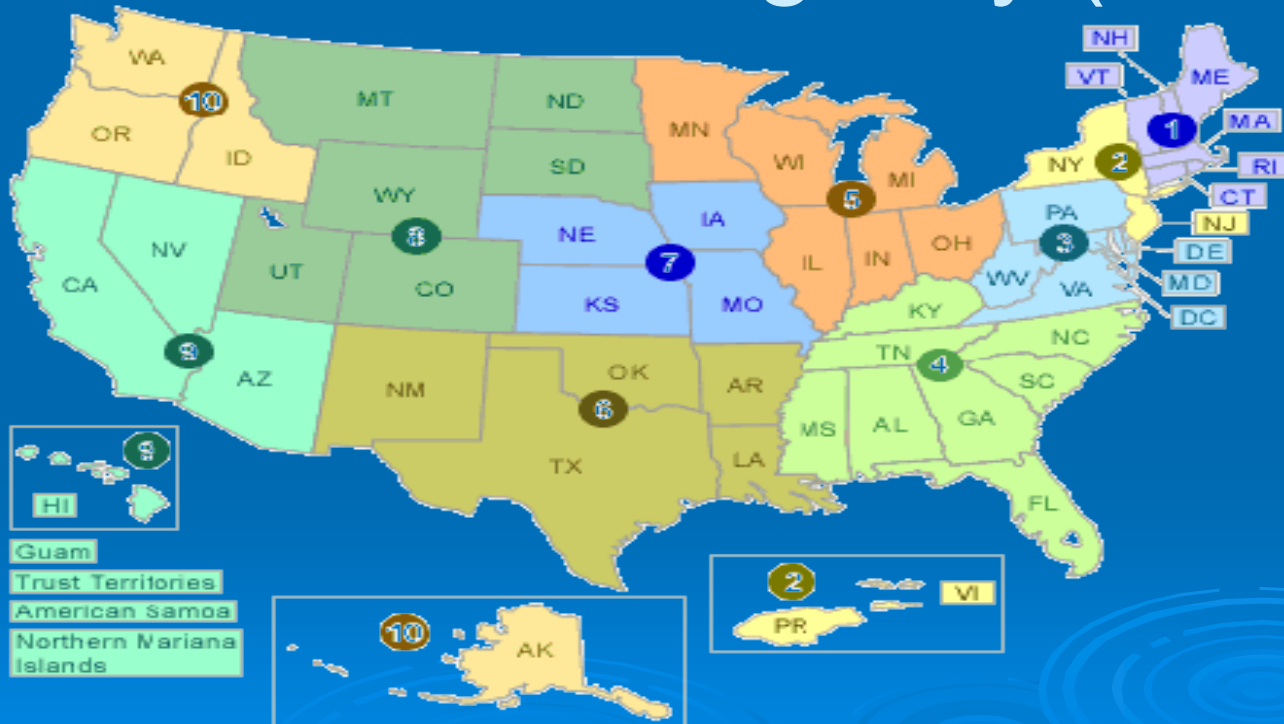 NH
WA
VT
ME
10
MT
ND
1
MA
OR
MN
WI
ID
SD
NY
2
RI
WY
MI
5
CT
IA
PA
NE
NJ
8
NV
OH
3
DE
7
IL
IN
UT
WV
MD
CA
CO
VA
KS
MO
KY
DC
NC
9
TN
4
AZ
OK
SC
NM
AR
6
GA
MS
AL
9
TX
LA
HI
FL
Guam
Trust Territories
2
VI
American Samoa
PR
10
Northern Mariana
Islands
AK